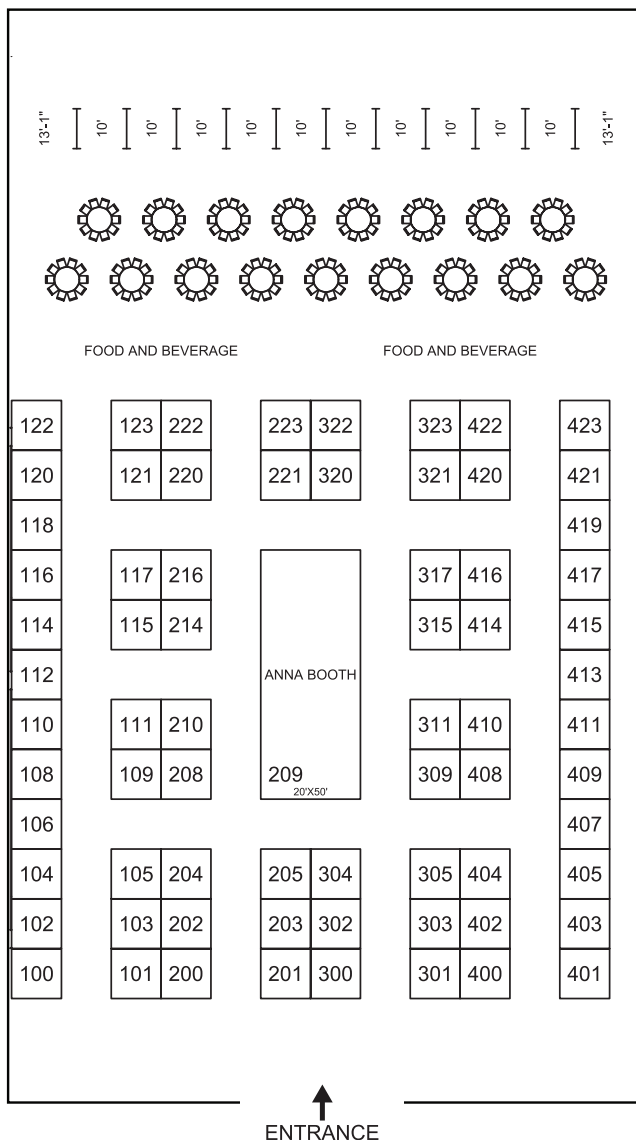 13'-1" 10' 10' 10' 10' 10' 10' 10' 10' 10' 10' 13'-1"
FOOD AND BEVERAGE FOOD AND BEVERAGE
122 123 222 223 322 323 422 423
120 121 220 221 320 321 420 421
118 419
116 117 216 317 416 417
114 115 214 315 414 415
112 ANNA BOOTH 413
110 111 210 311 410 411
108 109 208 209 309 408 409
20'X50'
106 407
104 105 204 205 304 305 404 405
102 103 202 203 302 303 402 403
100 101 200 201 300 301 400 401
ENTRANCE